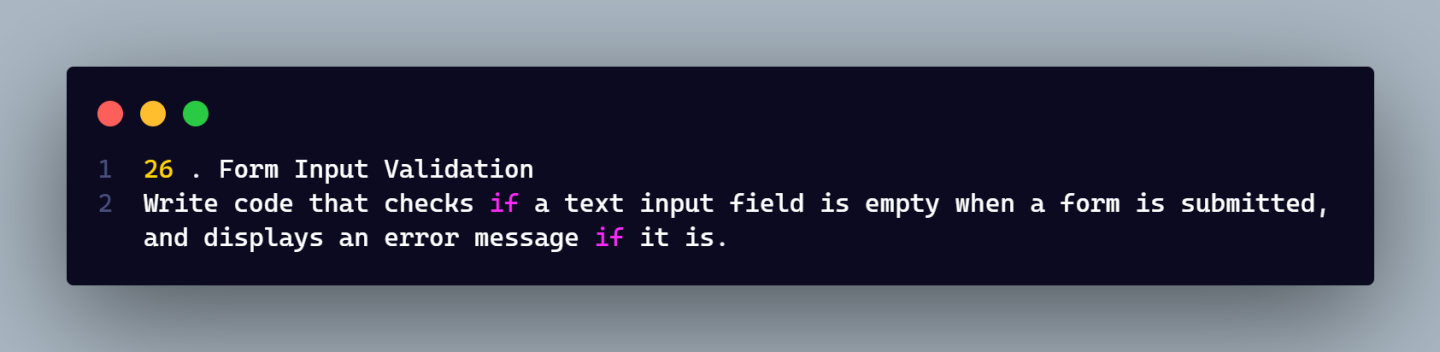 1 26 . Form Input Validation
2 Write code that checks if a text input field is empty when a form is submitted,
and displays an error message if it is.